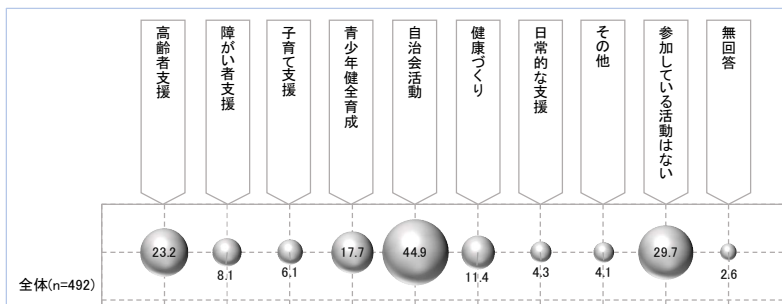 高齢者支援
障がい者支援
子育て支援
青少年健全育成
自治会活動
健康づくり
日常的な支援
その他
参加している活動はない
無回答
全体(n=492)
23.2
8.1
6.1
17.7
44.9
11.4
4.3
4.1
29.7
2.6